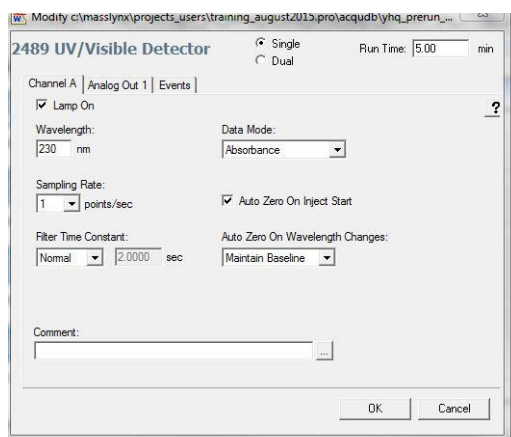 Modify c:\masslynx\projects_users\training_august2015.pro\acqudb\yhq_prerun_...
2489 UV/Visible Detector
Single
Dual
Run Time: 5.00 min
Channel A Analog Out 1 Events
Lamp On
?
Wavelength:
230 nm
Data Mode:
Absorbance
Sampling Rate:
1 points/sec
Auto Zero On Inject Start
Filter Time Constant:
Normal 2.0000 sec
Auto Zero On Wavelength Changes:
Maintain Baseline
Comment:
...
OK Cancel